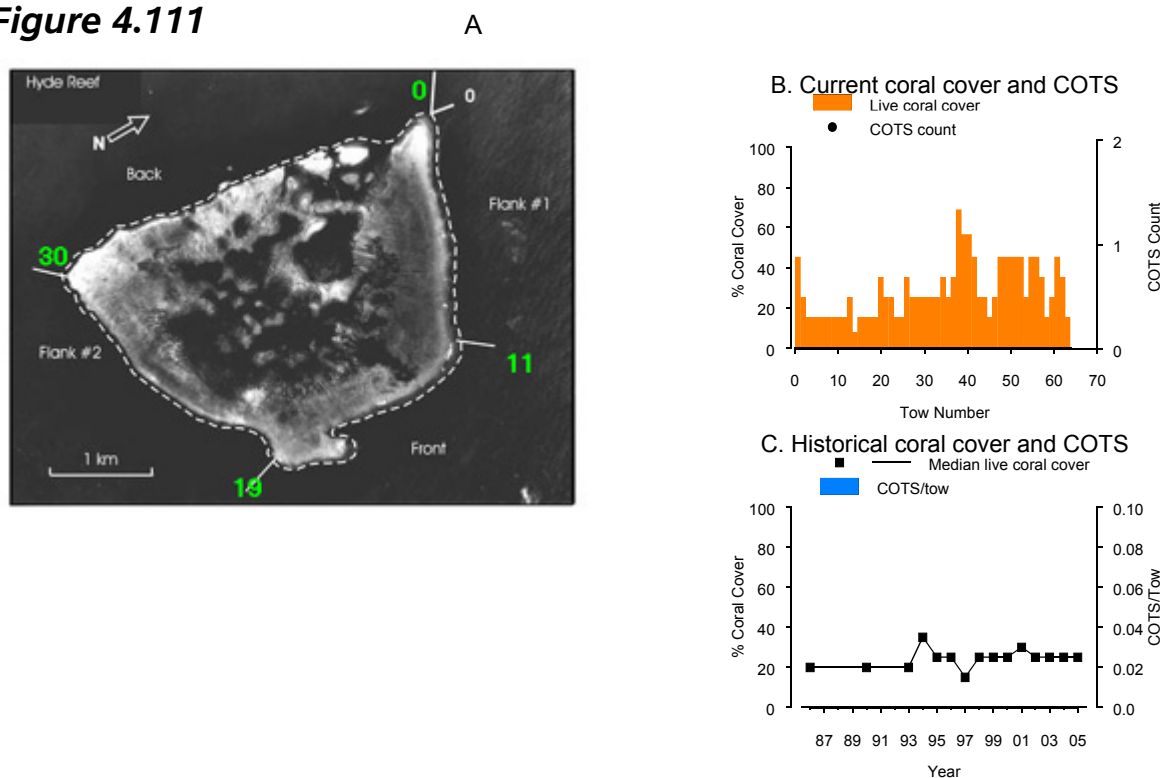 Figure 4.111
A
Hyde Reef
N
Back
0
0
Flank #1
30
Flank #2
11
Front
1 km
19
B. Current coral cover and COTS
Live coral cover
COTS count
100
80
60
40
20
0
% Coral Cover
2
1
0
COTS Count
0 10 20 30 40 50 60 70
Tow Number
C. Historical coral cover and COTS
Median live coral cover
COTS/tow
100
80
60
40
20
0
% Coral Cover
0.10
0.08
0.06
0.04
0.02
0.0
COTS/Tow
87 89 91 93 95 97 99 01 03 05
Year